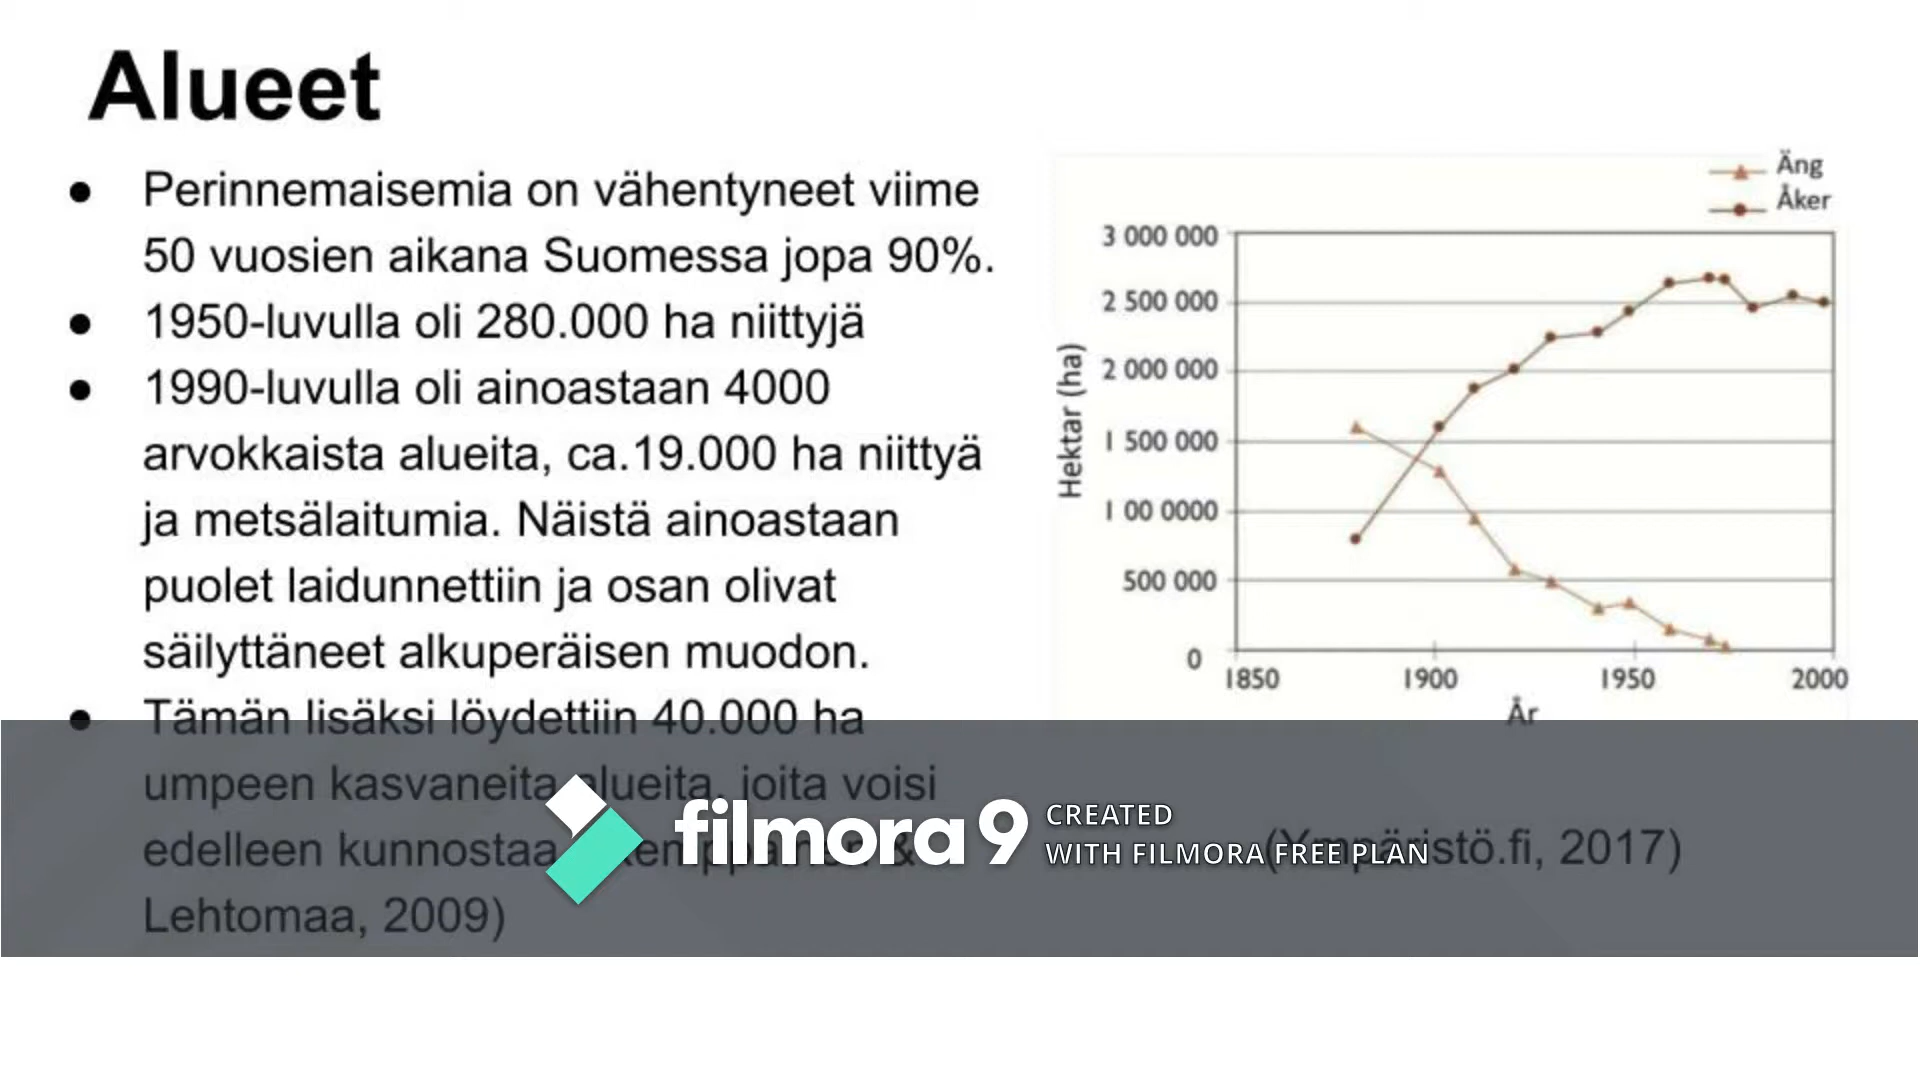 Alueet
● Perinnemaisemia on vähentyneet viime
50 vuosien aikana Suomessa jopa 90%.
● 1950-luvulla oli 280.000 ha niittyjä
● 1990-luvulla oli ainoastaan 4000
arvokkaista alueita, ca.19.000 ha niittyä
ja metsälaitumia. Näistä ainoastaan
puolet laidunnettiin ja osan olivat
säilyttäneet alkuperäisen muodon.
● Tämän lisäksi löydettiin 40.000 ha
umpeen kasvaneita alueita, joita voisi
edelleen kunnostaa &
Lehtomaa, 2009)
Äng
Åker
3 000 000
2 500 000
2 000 000
1 500 000
1 00 0000
500 000
0
Hektar (ha)
1850 1900 1950 2000
År
(Ympäristö.fi, 2017)
filmora 9
CREATED
WITH FILMORA FREE PLAN